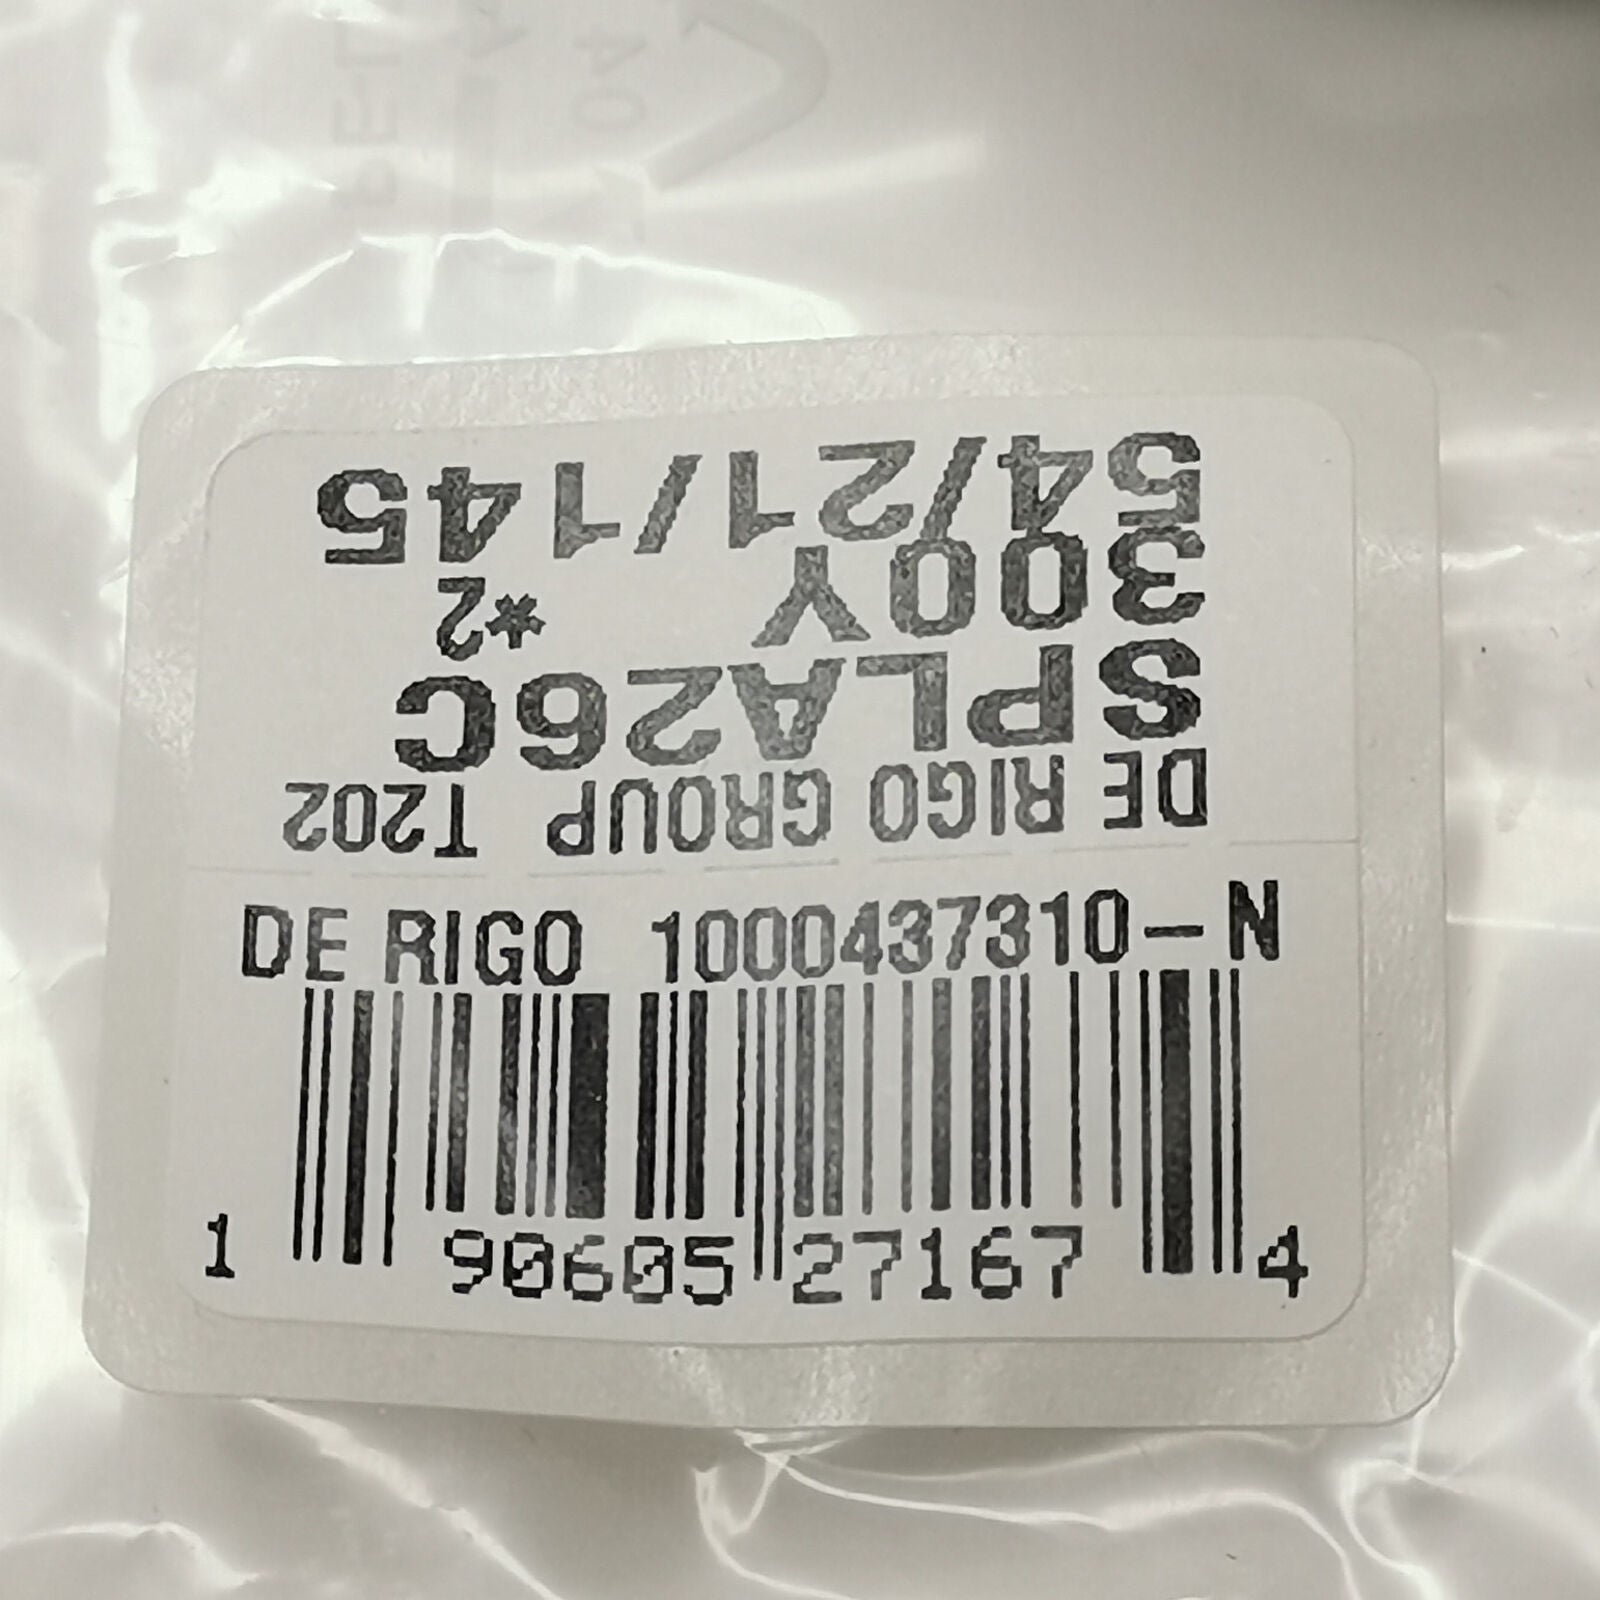 DE RIGO GROUP T202
SPLA26C
300Y *2
54/21/145
DE RIGO 1000437310-N
1 90605 27167 4